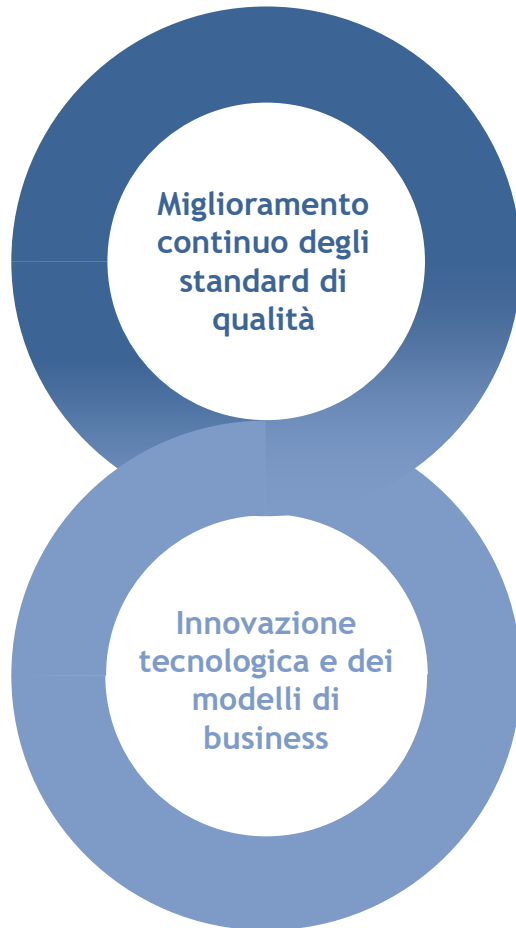 Miglioramento
continuo degli
standard di
qualità
Innovazione
tecnologica e dei
modelli di
business